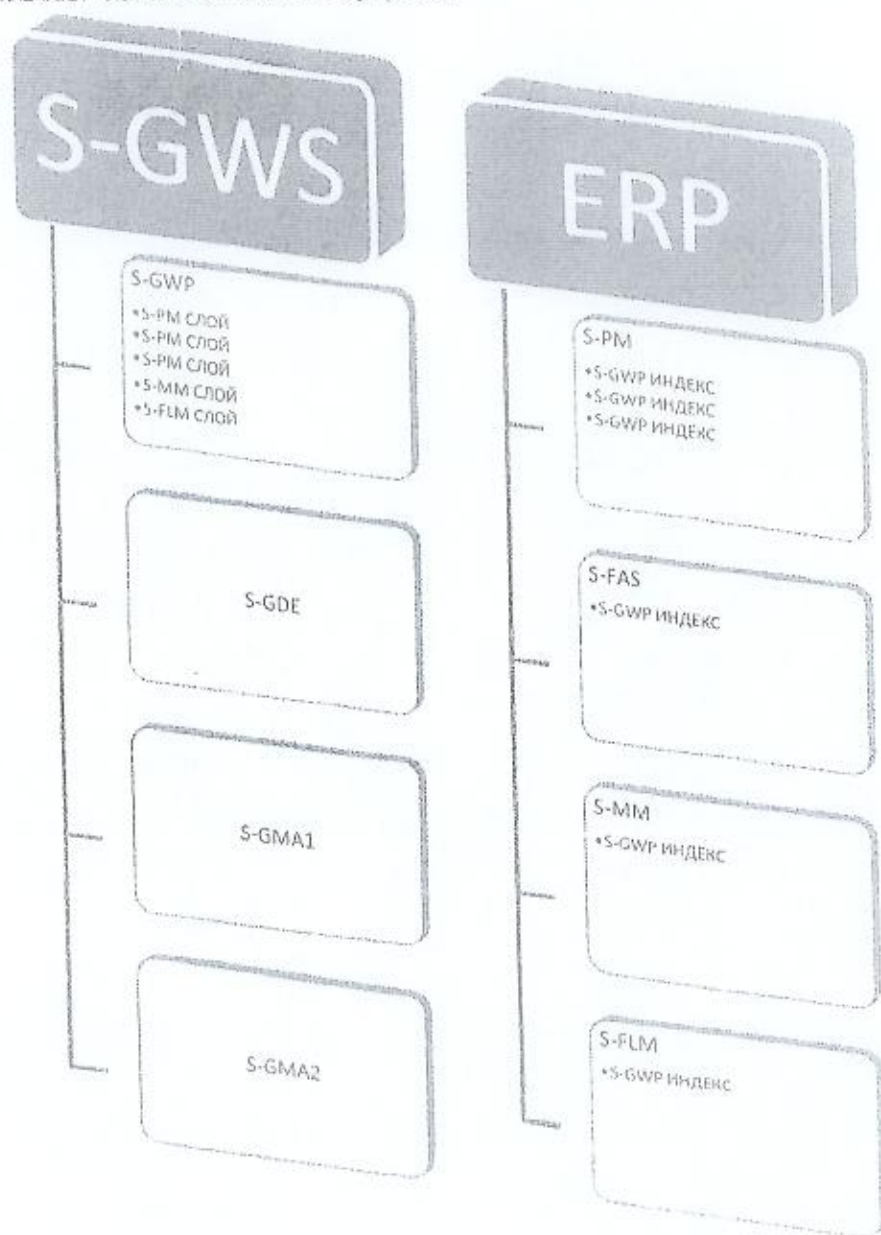 S-GWS
S-GWP
•S-PM СЛОЙ
•S-PM СЛОЙ
•S-PM СЛОЙ
•S-MM СЛОЙ
•S-FLM СЛОЙ
S-GDE
S-GMA1
S-GMA2
ERP
S-PM
•S-GWP ИНДЕКС
•S-GWP ИНДЕКС
•S-GWP ИНДЕКС
S-FAS
•S-GWP ИНДЕКС
S-MM
•S-GWP ИНДЕКС
S-FLM
•S-GWP ИНДЕКС